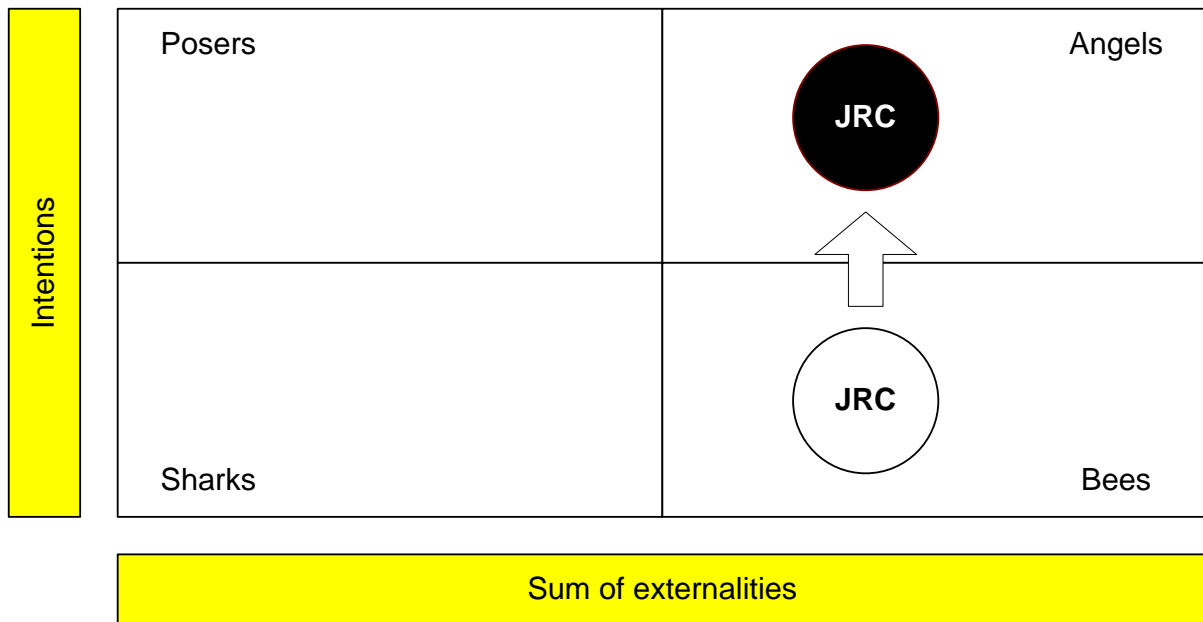 Posers
Angels
JRC
Intentions
JRC
Sharks
Bees
Sum of externalities